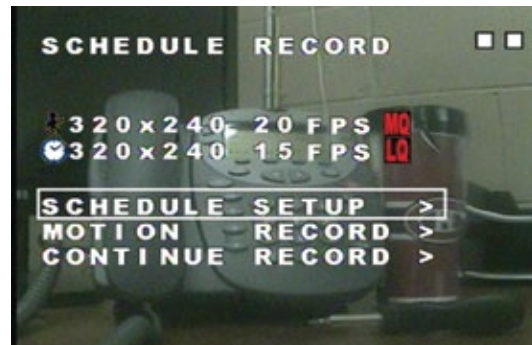 SCHEDULE RECORD
320x240 20 FPS MQ
320x240 15 FPS LQ
SCHEDULE SETUP >
MOTION RECORD >
CONTINUE RECORD >